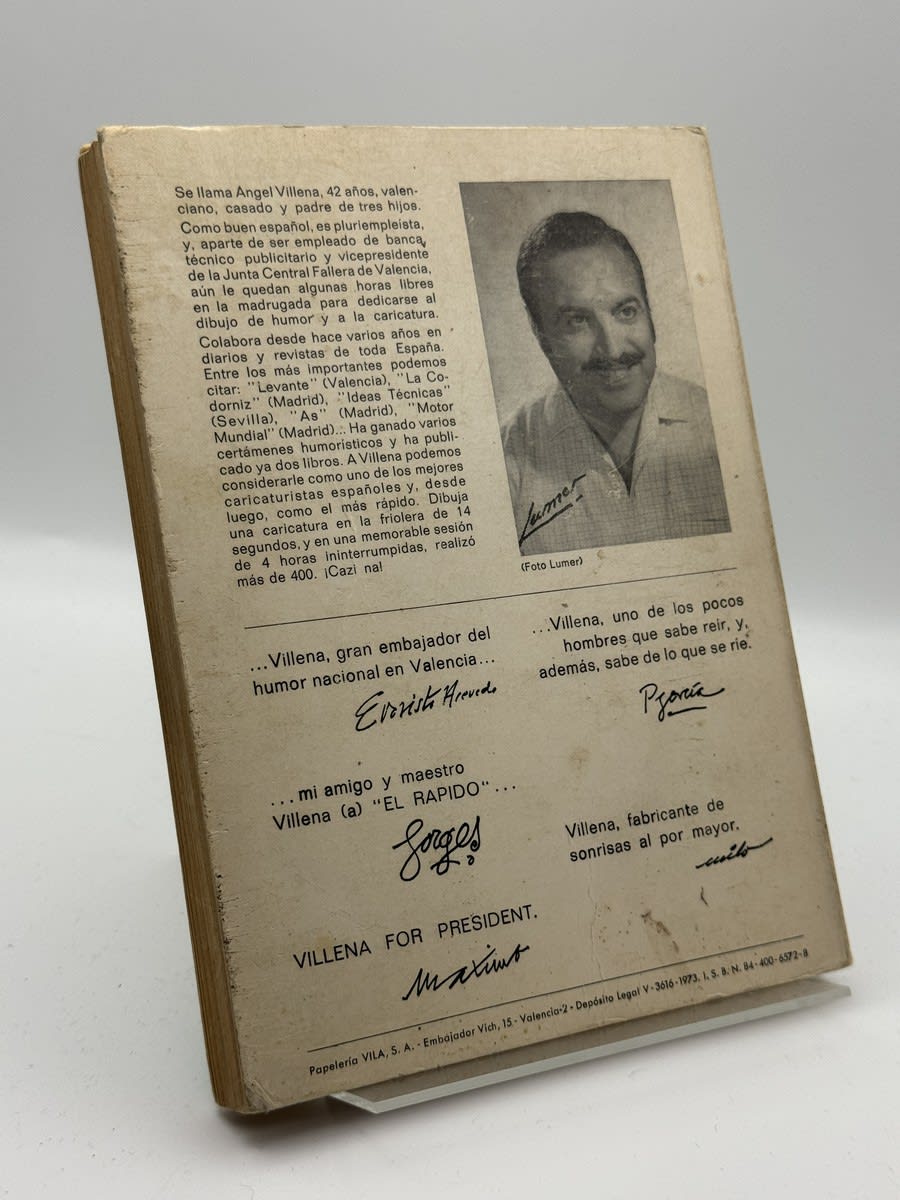 Se llama Angel Villena, 42 años, valen-
ciano, casado y padre de tres hijos.
Como buen español, es pluriempleista,
y, aparte de ser empleado de banca,
técnico publicitario y vicepresidente
de la Junta Central Fallera de Valencia,
aún le quedan algunas horas libres
en la madrugada para dedicarse al
dibujo de humor y a la caricatura.
Colabora desde hace varios años en
diarios y revistas de toda España.
Entre los más importantes podemos
citar: "Levante" (Valencia), "La Co-
dorniz" (Madrid), "Ideas Técnicas"
(Sevilla), "As" (Madrid), "Motor
Mundial" (Madrid)... Ha ganado varios
certámenes humorísticos y ha publi-
cado ya dos libros. A Villena podemos
considerarle como uno de los mejores
caricaturistas españoles y, desde
luego, como el más rápido. Dibuja
una caricatura en la friolera de 14
segundos, y en una memorable sesión
de 4 horas ininterrumpidas, realizó
más de 400. ¡Cazi na!
Lumer
(Foto Lumer)
...Villena, gran embajador del
humor nacional en Valencia...
Evaristo Acevedo
...Villena, uno de los pocos
hombres que sabe reir, y,
además, sabe de lo que se ríe.
Pgarcía
...mi amigo y maestro
Villena (a) "EL RAPIDO"...
Forges
Villena, fabricante de
sonrisas al por mayor.
VILLENA FOR PRESIDENT.
Maximo
Papelería VILA, S. A. - Embajador Vich, 15 - Valencia-2 - Depósito Legal V - 3616 - 1973. I. S. B. N. 84 - 400 - 6572 - 8